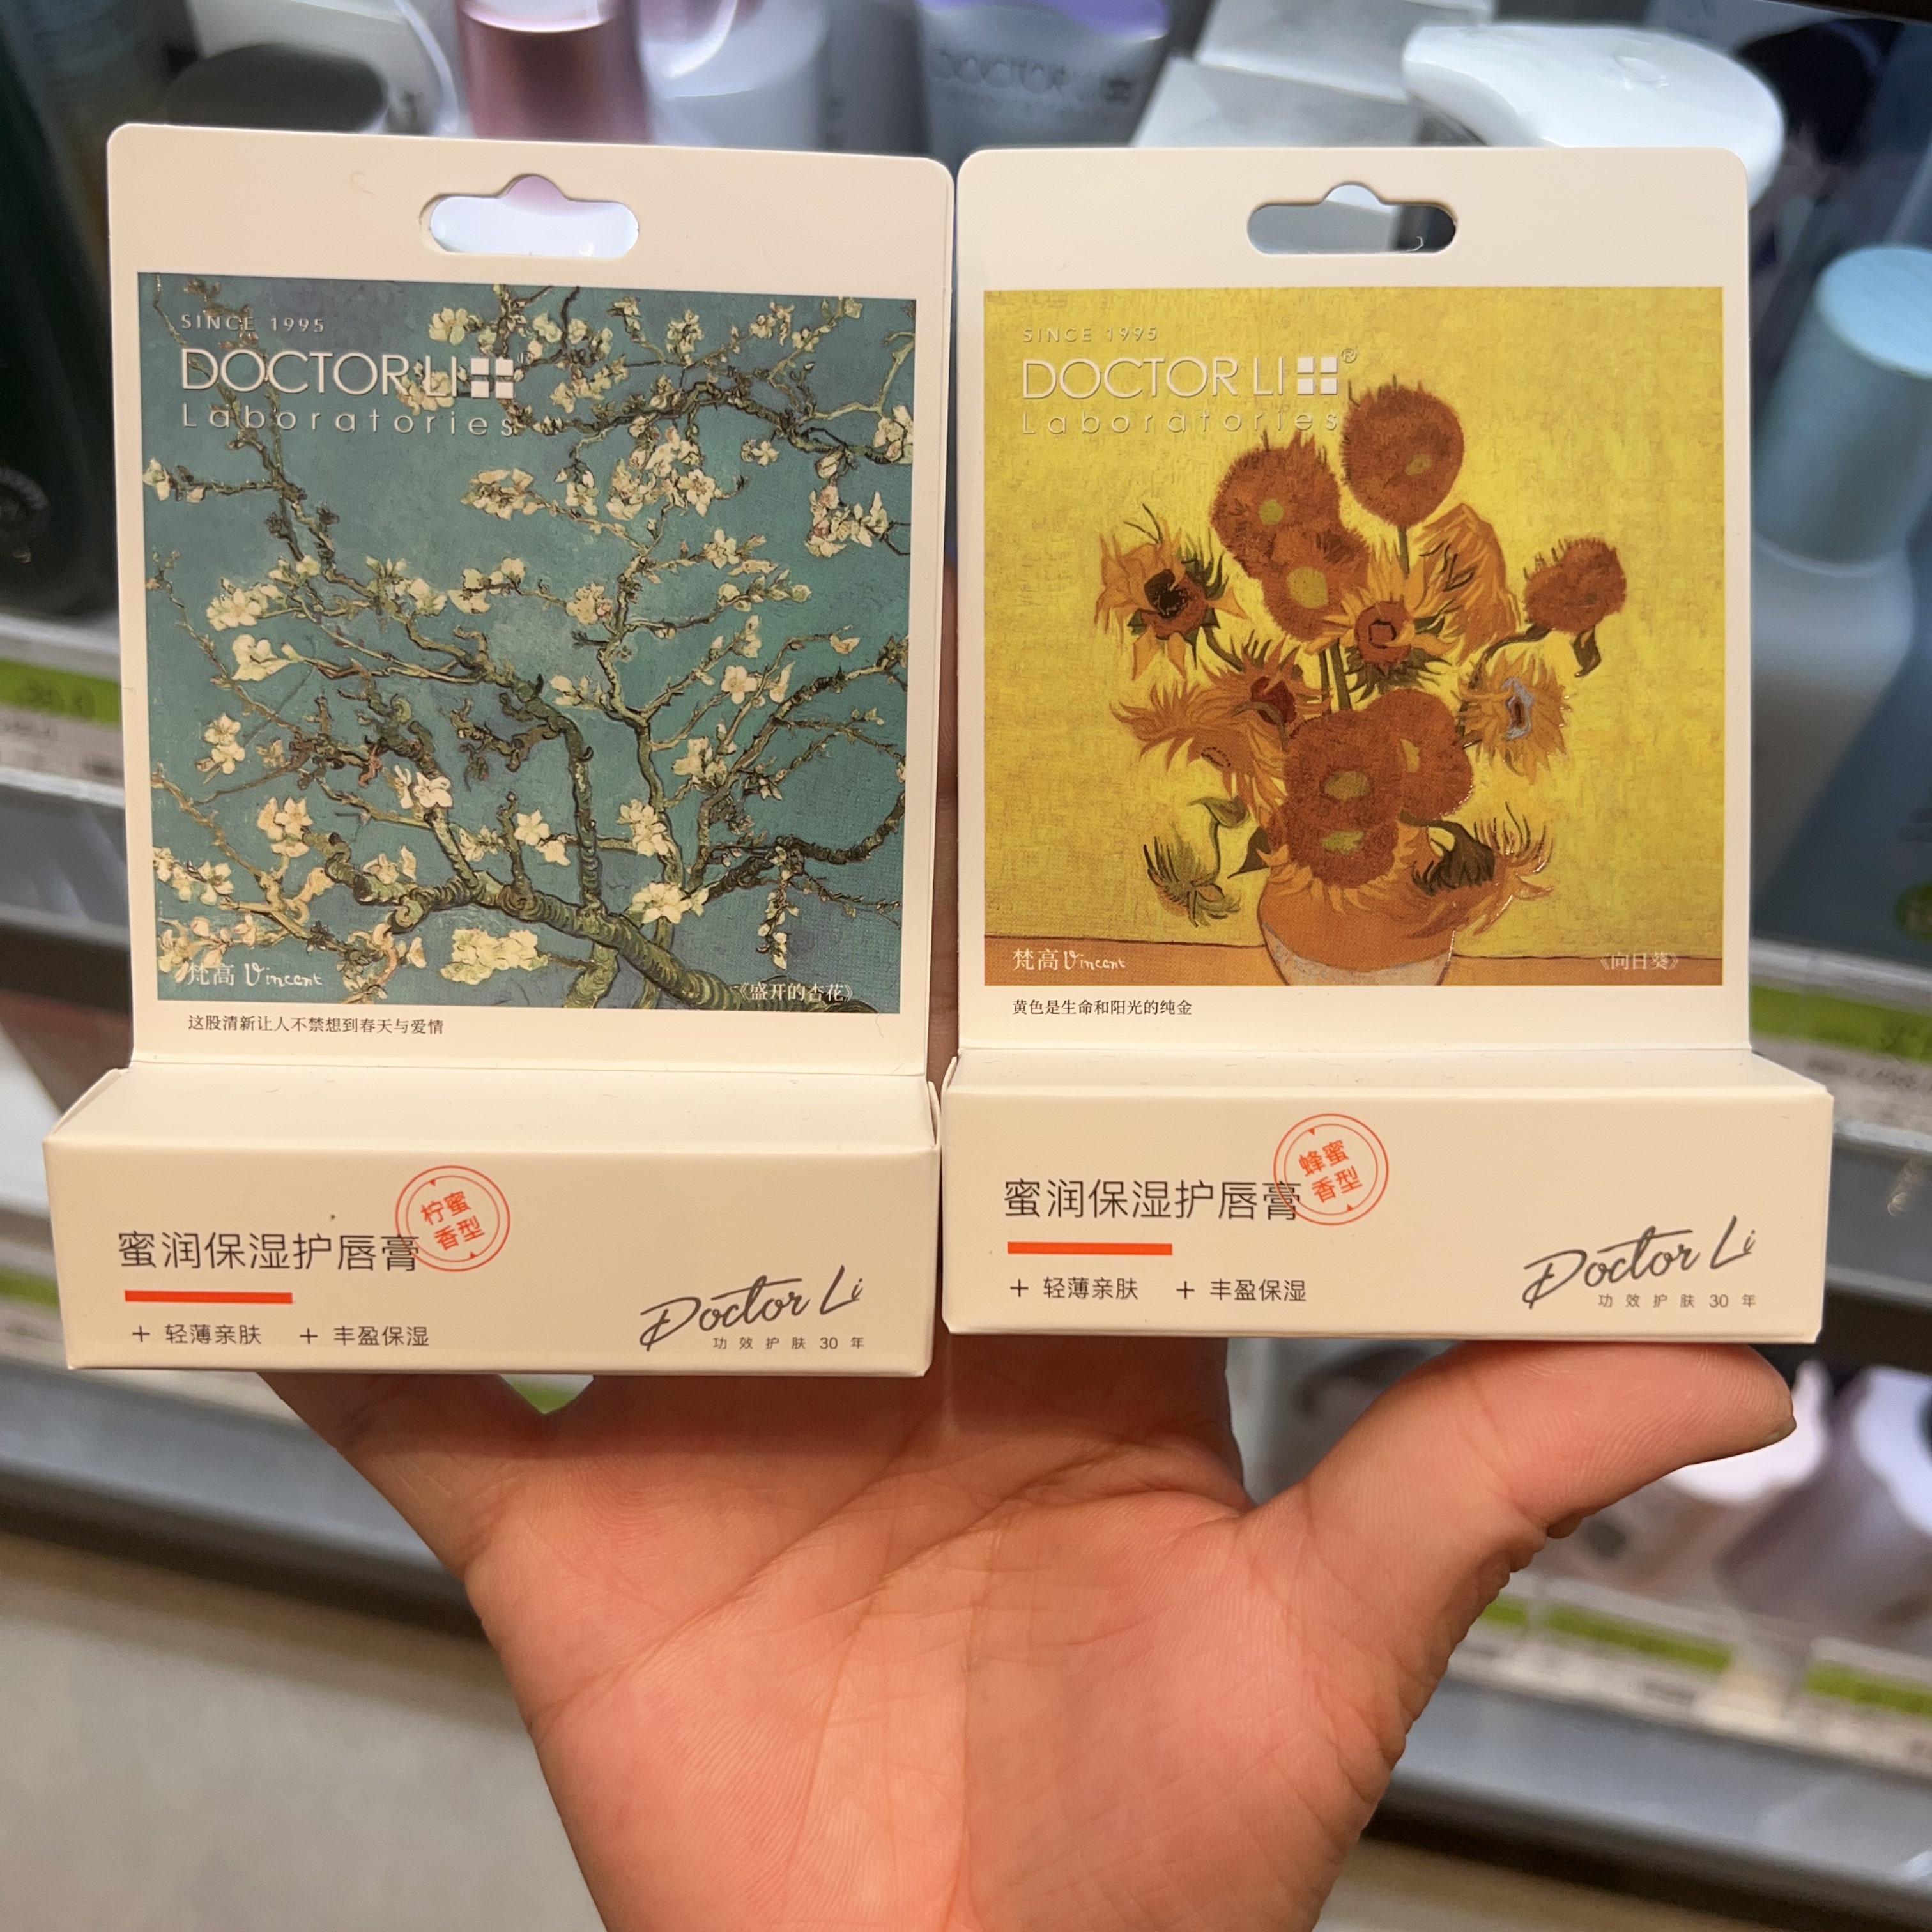 SINCE 1995
DOCTOR LI®
Laboratories
梵高 Vincent
《盛开的杏花》
这股清新让人不禁想到春天与爱情
柠蜜
香型
蜜润保湿护唇膏
+ 轻薄亲肤 + 丰盈保湿
Doctor Li
功效护肤30年
SINCE 1995
DOCTOR LI®
Laboratories
梵高 Vincent
《向日葵》
黄色是生命和阳光的纯金
蜂蜜
香型
蜜润保湿护唇膏
+ 轻薄亲肤 + 丰盈保湿
Doctor Li
功效护肤30年
DOCTOR